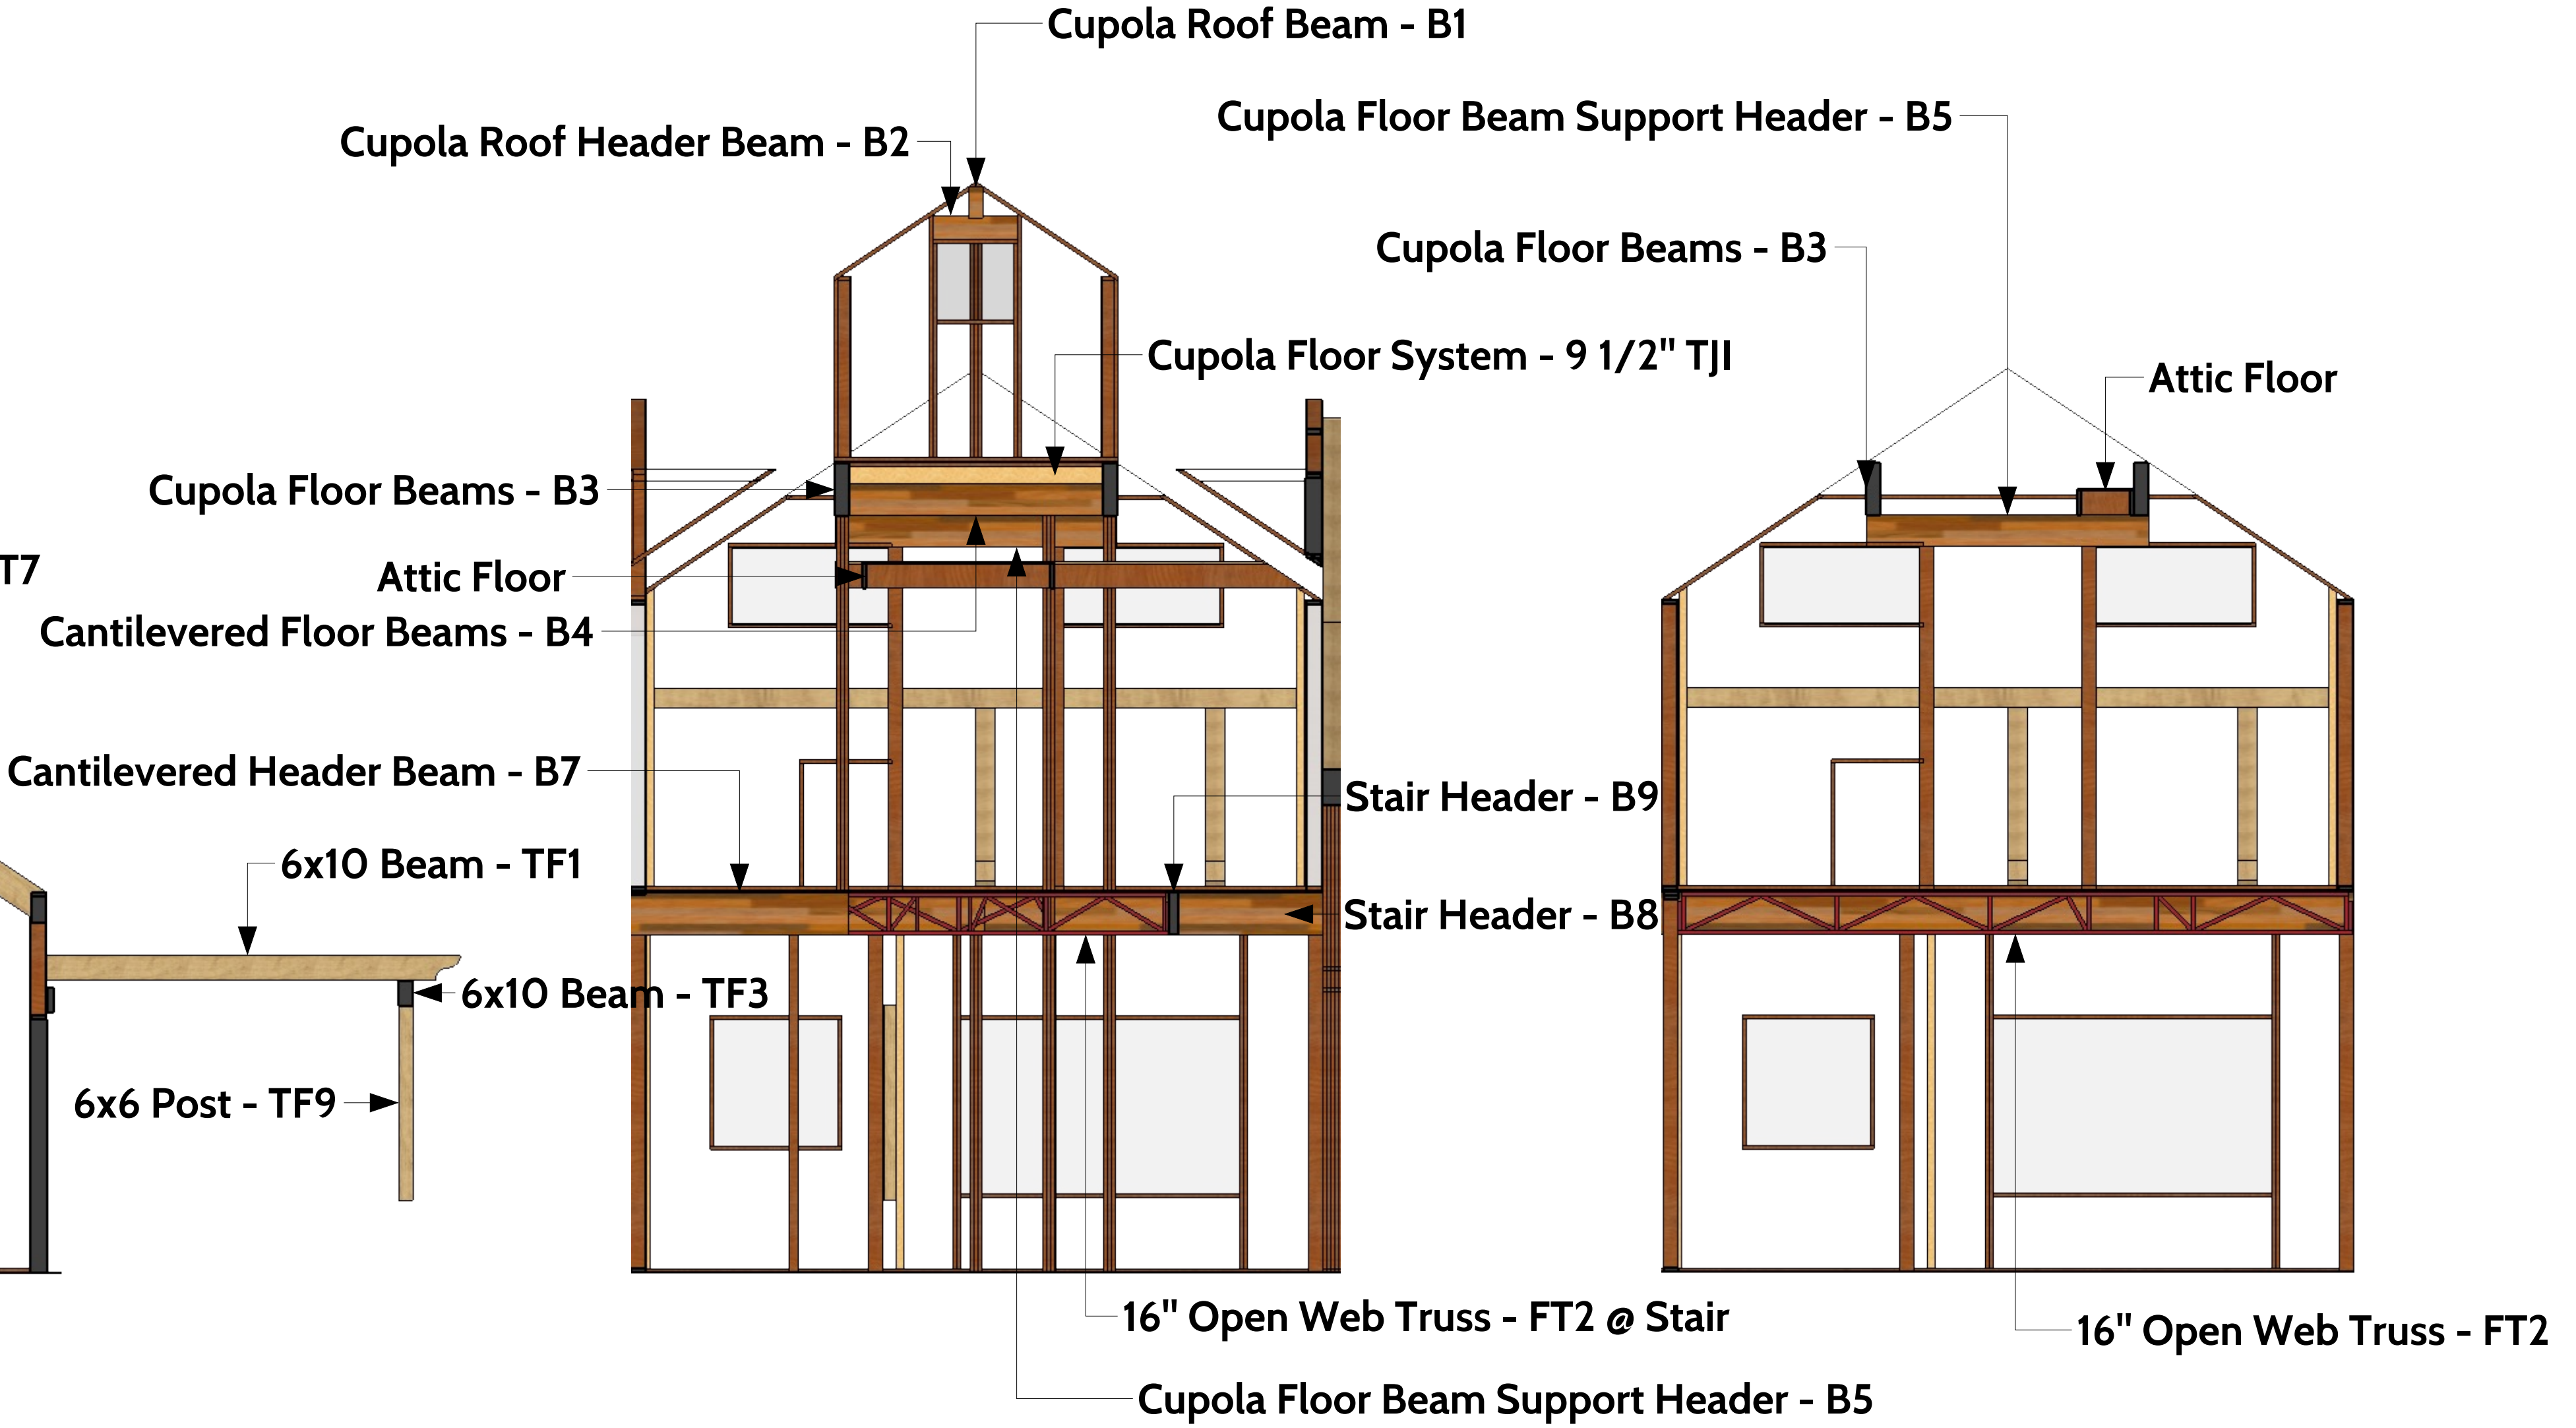 Cupola Roof Beam - B1
Cupola Floor Beam Support Header - B5
Cupola Roof Header Beam - B2
Cupola Floor Beams - B3
Cupola Floor System - 9 1/2" TJI
Attic Floor
Cupola Floor Beams - B3
T7
Attic Floor
Cantilevered Floor Beams - B4
Cantilevered Header Beam - B7
Stair Header - B9
6x10 Beam - TF1
Stair Header - B8
6x10 Beam - TF3
6x6 Post - TF9
16" Open Web Truss - FT2 @ Stair
16" Open Web Truss - FT2
Cupola Floor Beam Support Header - B5